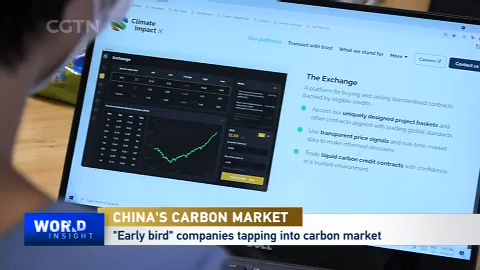 CGTN
Climate
Impact X
Our platforms
Transact with trust
What we stand for
More
Careers
Contact us
Exchange
The Exchange
A platform for buying and selling standardised contracts
backed by eligible credits.
Access our uniquely designed project baskets and
other contracts aligned with leading global standards
Use transparent price signals and real-time market
data to make informed decisions.
Trade liquid carbon credit contracts with confidence
in a trusted environment
WORLD
INSIGHT
CHINA'S CARBON MARKET
"Early bird" companies tapping into carbon market